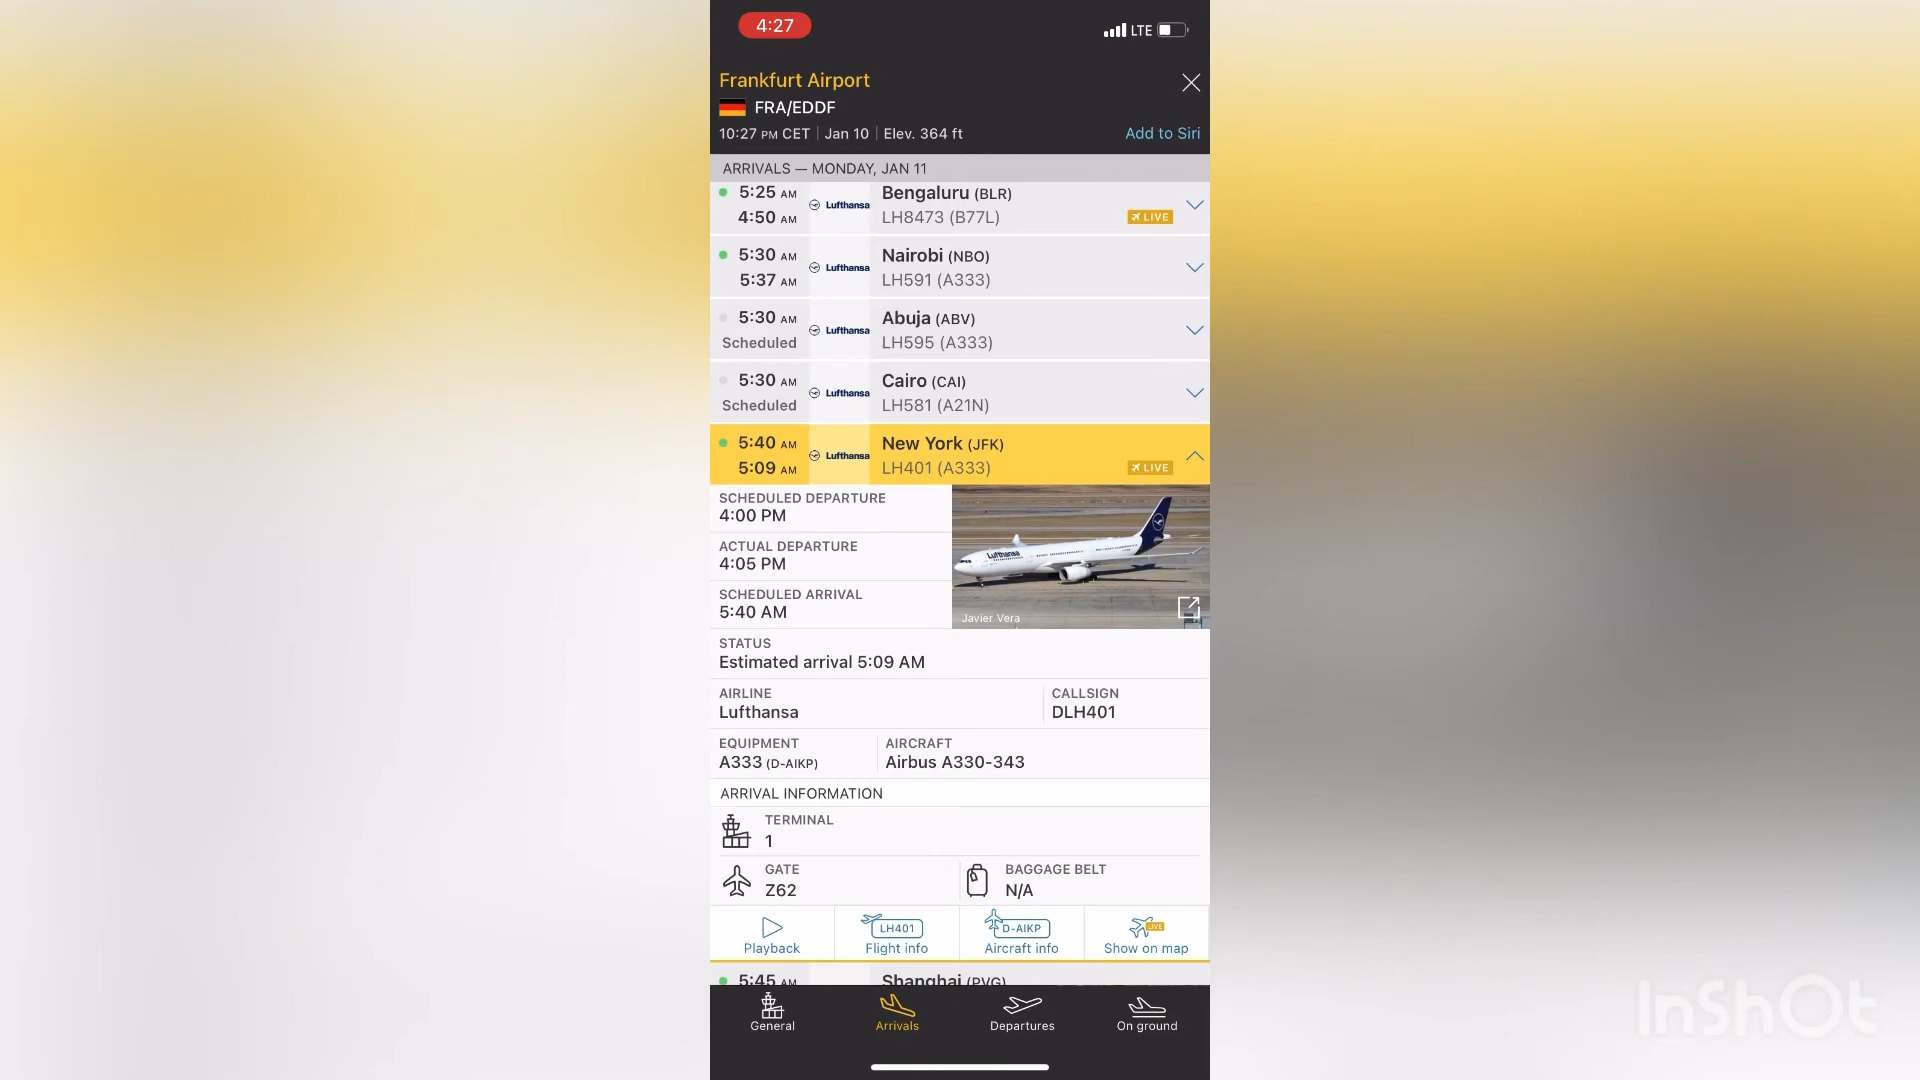 4:27
LTE
Frankfurt Airport
FRA/EDDF
10:27 PM CET | Jan 10 | Elev. 364 ft
Add to Siri
ARRIVALS — MONDAY, JAN 11
5:25 AM
Lufthansa
Bengaluru (BLR)
4:50 AM
LH8473 (B77L)
LIVE
5:30 AM
Lufthansa
Nairobi (NBO)
5:37 AM
LH591 (A333)
5:30 AM
Lufthansa
Abuja (ABV)
Scheduled
LH595 (A333)
5:30 AM
Lufthansa
Cairo (CAI)
Scheduled
LH581 (A21N)
5:40 AM
Lufthansa
New York (JFK)
5:09 AM
LH401 (A333)
LIVE
SCHEDULED DEPARTURE
4:00 PM
ACTUAL DEPARTURE
4:05 PM
SCHEDULED ARRIVAL
5:40 AM
Lufthansa
Javier Vera
STATUS
Estimated arrival 5:09 AM
AIRLINE
Lufthansa
CALLSIGN
DLH401
EQUIPMENT
A333 (D-AIKP)
AIRCRAFT
Airbus A330-343
ARRIVAL INFORMATION
TERMINAL
1
GATE
Z62
BAGGAGE BELT
N/A
Playback
LH401
Flight info
D-AIKP
Aircraft info
LIVE
Show on map
5:45 AM
Shanghai (PVG)
General
Arrivals
Departures
On ground
InShOt